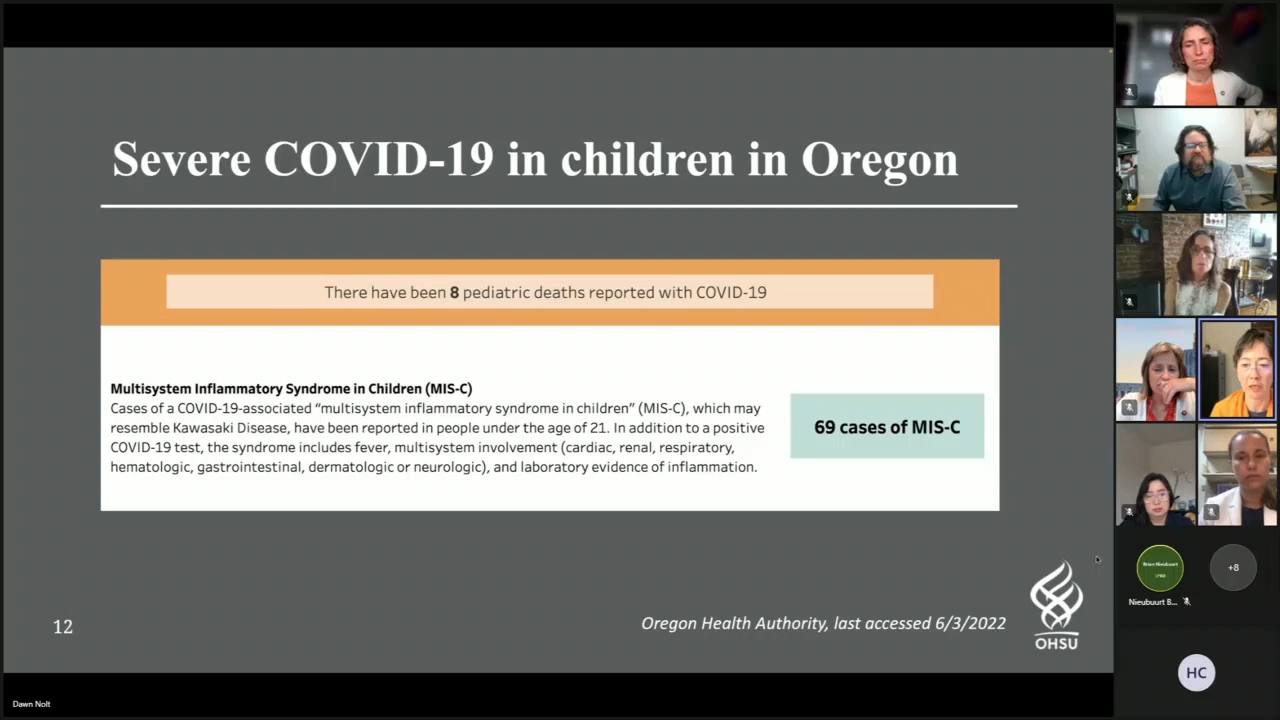 Severe COVID-19 in children in Oregon
There have been 8 pediatric deaths reported with COVID-19
Multisystem Inflammatory Syndrome in Children (MIS-C)
Cases of a COVID-19-associated “multisystem inflammatory syndrome in children” (MIS-C), which may
resemble Kawasaki Disease, have been reported in people under the age of 21. In addition to a positive
COVID-19 test, the syndrome includes fever, multisystem involvement (cardiac, renal, respiratory,
hematologic, gastrointestinal, dermatologic or neurologic), and laboratory evidence of inflammation.
69 cases of MIS-C
12
Oregon Health Authority, last accessed 6/3/2022
OHSU
Dawn Nolt
Brian Nieubuurt
Nieubuurt B...
+8
HC